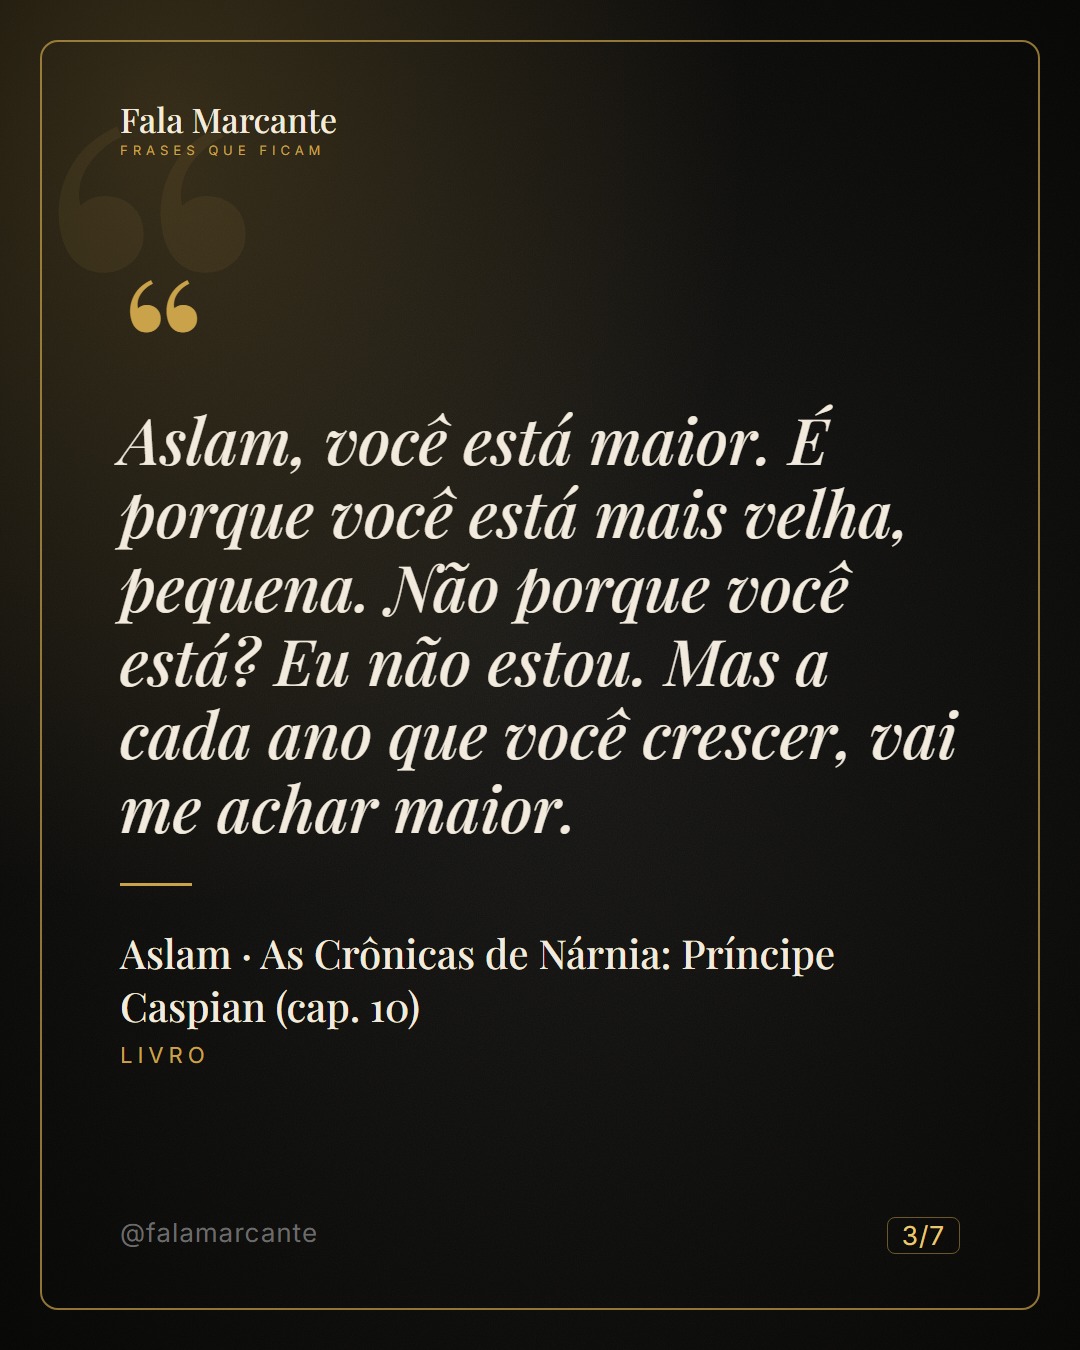 Fala Marcante
FRASES QUE FICAM
“
Aslam, você está maior. É
porque você está mais velha,
pequena. Não porque você
está? Eu não estou. Mas a
cada ano que você crescer, vai
me achar maior.
Aslam · As Crônicas de Nárnia: Príncipe
Caspian (cap. 10)
LIVRO
@falamarcante
3/7